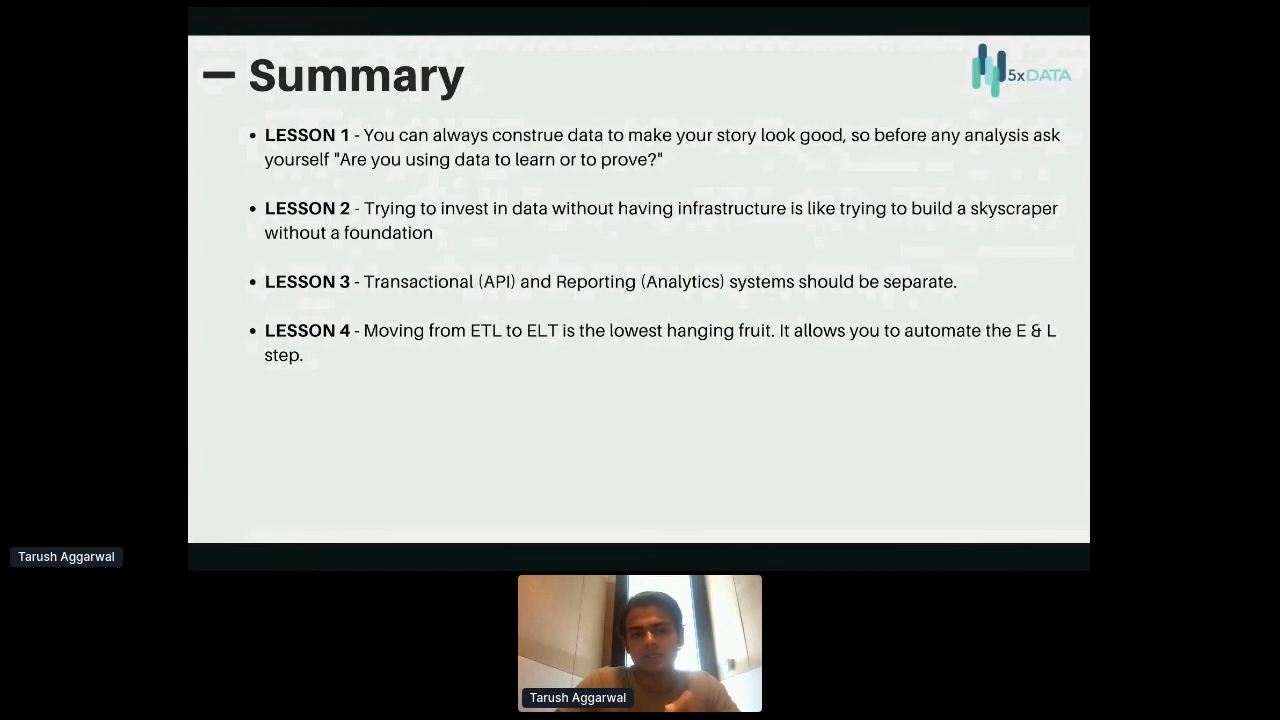 — Summary
5xDATA
• LESSON 1 - You can always construe data to make your story look good, so before any analysis ask
yourself "Are you using data to learn or to prove?"
• LESSON 2 - Trying to invest in data without having infrastructure is like trying to build a skyscraper
without a foundation
• LESSON 3 - Transactional (API) and Reporting (Analytics) systems should be separate.
• LESSON 4 - Moving from ETL to ELT is the lowest hanging fruit. It allows you to automate the E & L
step.
Tarush Aggarwal
Tarush Aggarwal